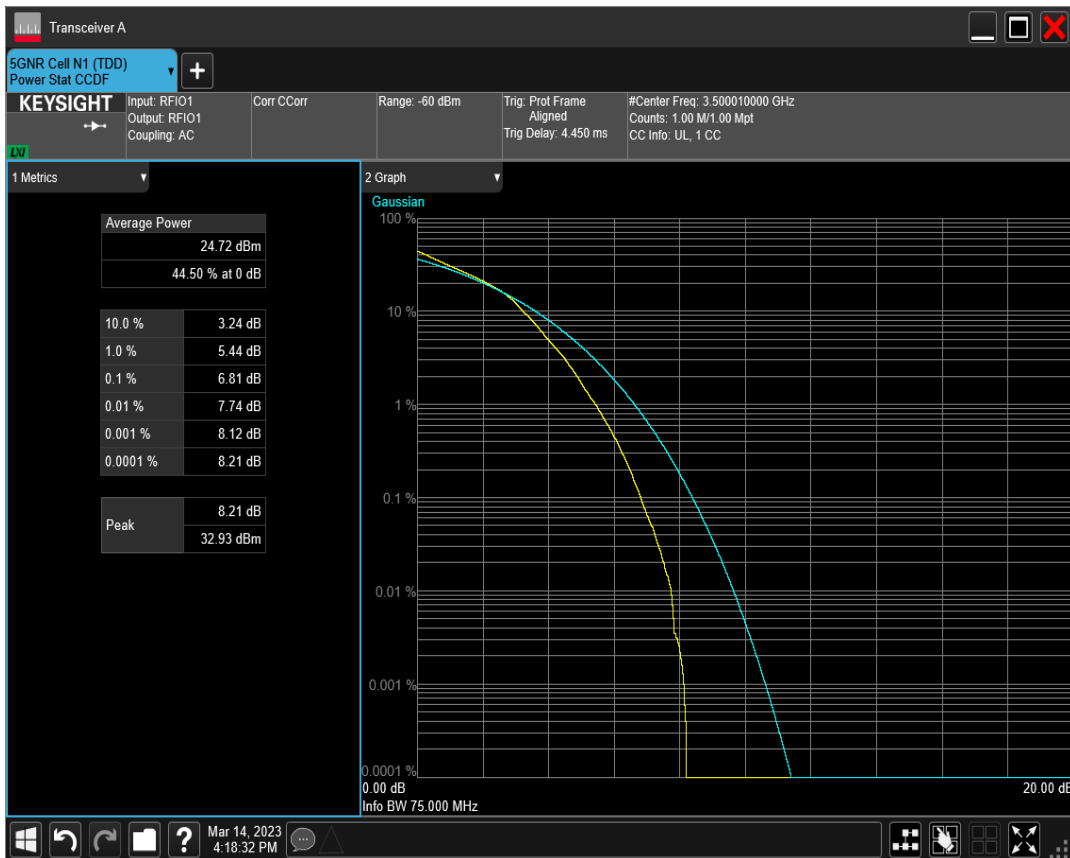 Transceiver A
5GNR Cell N1 (TDD)
Power Stat CCDF
KEYSIGHT
LXI
Input: RFIO1
Output: RFIO1
Coupling: AC
Corr CCorr
Range: -60 dBm
Trig: Prot Frame
Aligned
Trig Delay: 4.450 ms
#Center Freq: 3.500010000 GHz
Counts: 1.00 M/1.00 Mpt
CC Info: UL, 1 CC
1 Metrics
Average Power
24.72 dBm
44.50 % at 0 dB
10.0 % 3.24 dB
1.0 % 5.44 dB
0.1 % 6.81 dB
0.01 % 7.74 dB
0.001 % 8.12 dB
0.0001 % 8.21 dB
Peak
8.21 dB
32.93 dBm
2 Graph
Gaussian
100 %
10 %
1 %
0.1 %
0.01 %
0.001 %
0.0001 %
0.00 dB 20.00 dB
Info BW 75.000 MHz
?
Mar 14, 2023
4:18:32 PM